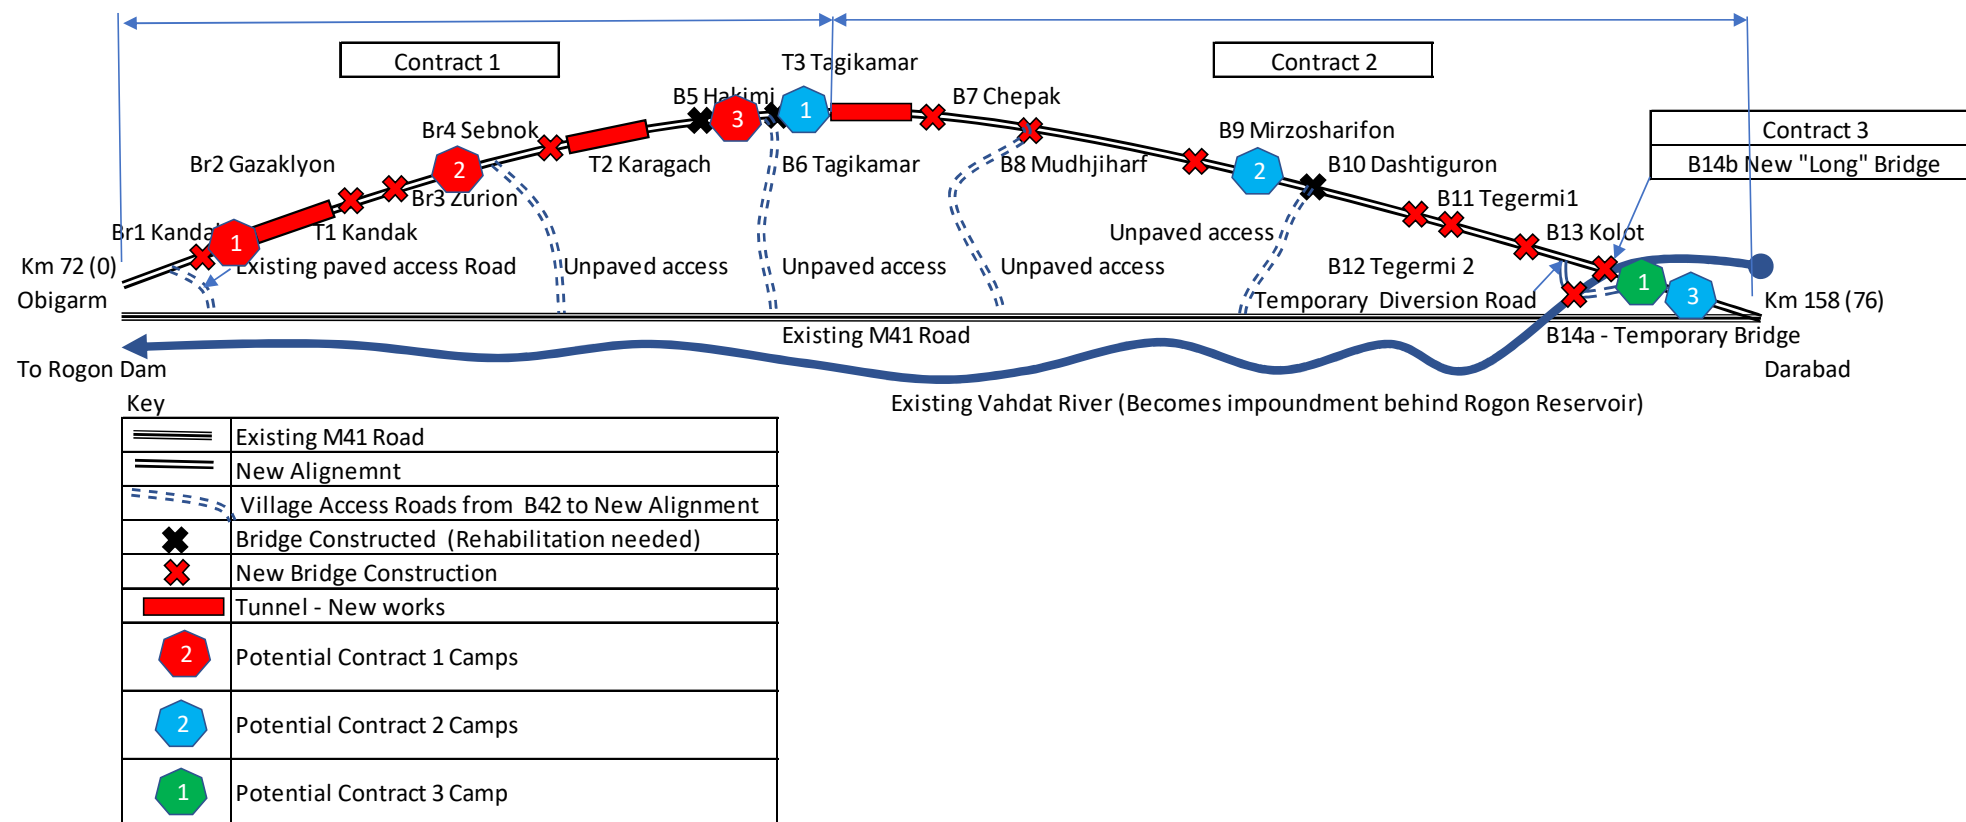 Contract 1
T3 Tagikamar
Contract 2
B5 Hakimi
3
1
B7 Chepak
Contract 3
Br4 Sebnok
B9 Mirzosharifon
B14b New "Long" Bridge
Br2 Gazaklyon
2
T2 Karagach
B6 Tagikamar
B8 Mudhjiharf
2
B10 Dashtiguron
Br3 Zurion
B11 Tegermi1
Br1 Kanda
1
T1 Kandak
Unpaved access
B13 Kolot
Km 72 (0)
Existing paved access Road
Unpaved access
Unpaved access
Unpaved access
B12 Tegermi 2
1
3
Obigarm
Temporary Diversion Road
Km 158 (76)
Existing M41 Road
B14a - Temporary Bridge
To Rogon Dam
Darabad
Key
Existing Vahdat River (Becomes impoundment behind Rogon Reservoir)
Existing M41 Road
New Alignemnt
Village Access Roads from B42 to New Alignment
Bridge Constructed (Rehabilitation needed)
New Bridge Construction
Tunnel - New works
2
Potential Contract 1 Camps
2
Potential Contract 2 Camps
1
Potential Contract 3 Camp